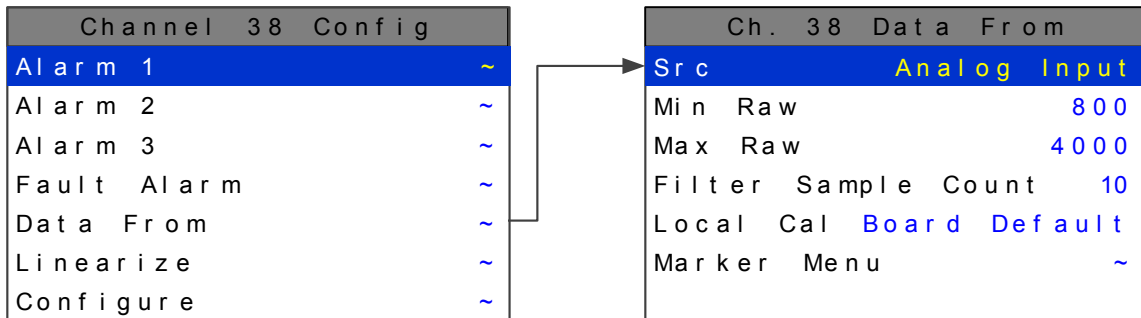 Channel 38 Config
Alarm 1 ~
Alarm 2 ~
Alarm 3 ~
Fault Alarm ~
Data From ~
Linearize ~
Configure ~
Ch. 38 Data From
Src Analog Input
Min Raw 800
Max Raw 4000
Filter Sample Count 10
Local Cal Board Default
Marker Menu ~